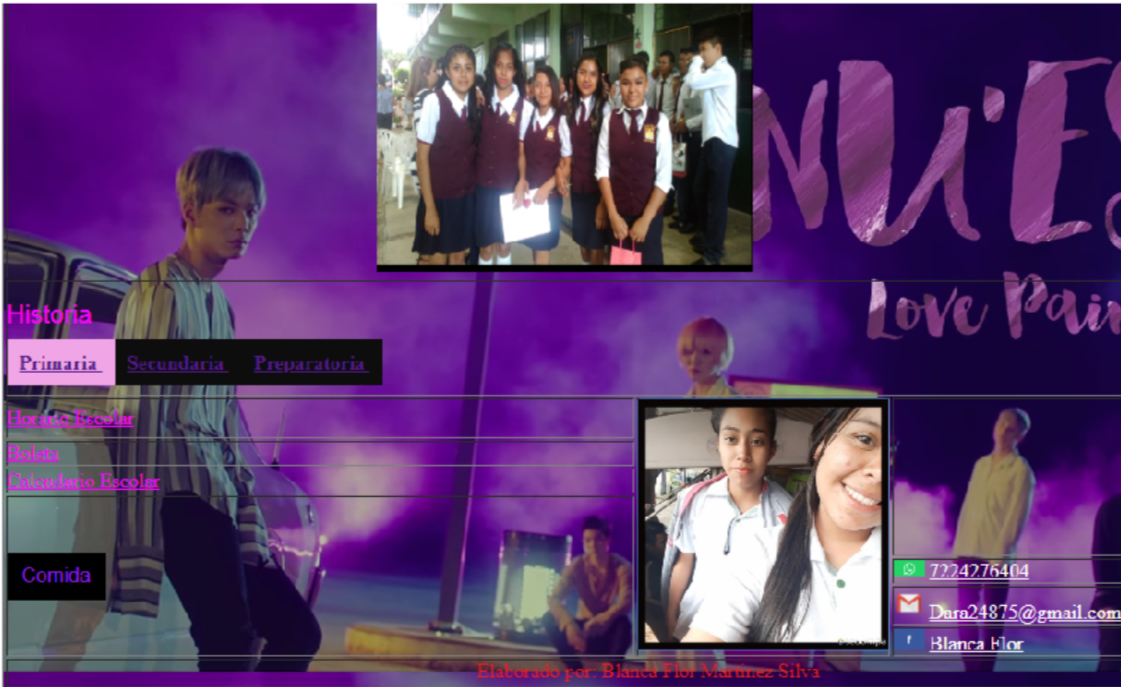 NU'ES
Love Pain
Historia
Primaria Secundaria Preparatoria
Horario Escolar
Boleta
Calendario Escolar
Comida
7224276404
Dara24875@gmail.com
Blanca Flor
Elaborado por: Blanca Flor Martinez Silva